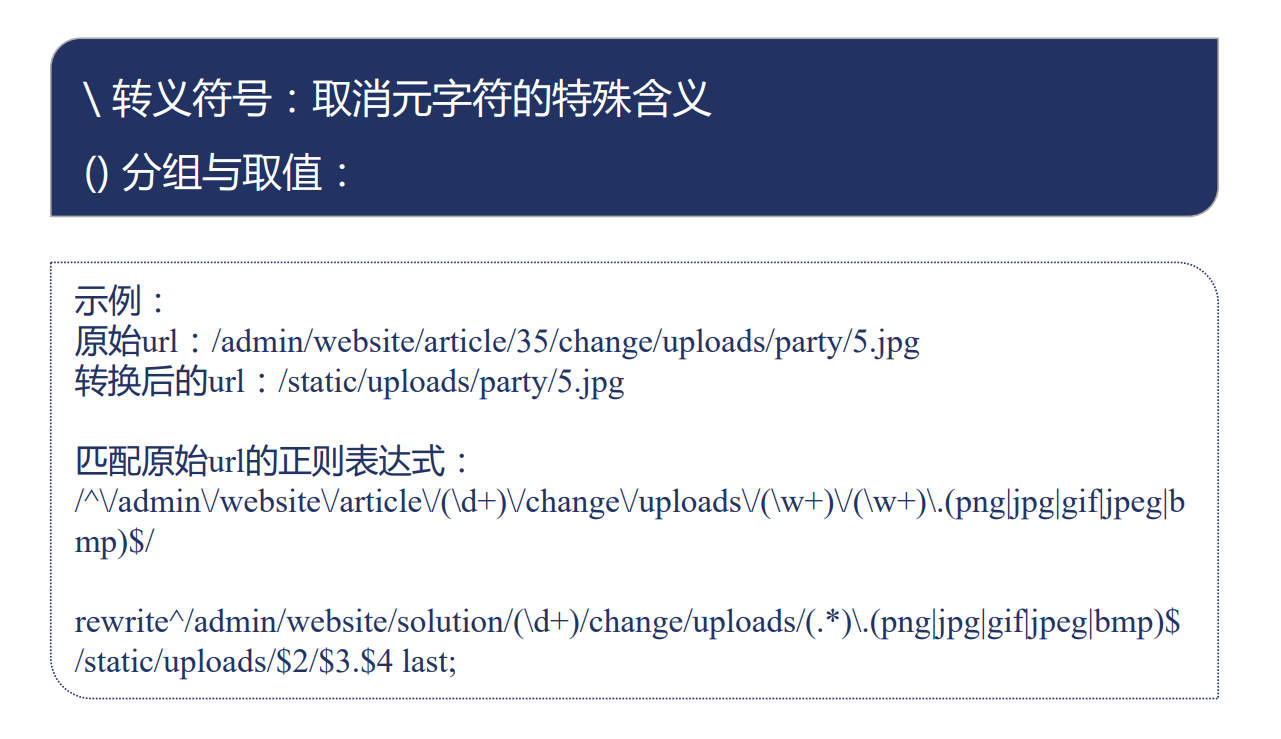 \ 转义符号：取消元字符的特殊含义
() 分组与取值：
示例：
原始url：/admin/website/article/35/change/uploads/party/5.jpg
转换后的url：/static/uploads/party/5.jpg
匹配原始url的正则表达式：
/^\/admin\/website\/article\/(\d+)\/change\/uploads\/(\w+)\/(\w+)\.(png|jpg|gif|jpeg|b
mp)$/
rewrite^/admin/website/solution/(\d+)/change/uploads/(.*)\.(png|jpg|gif|jpeg|bmp)$
/static/uploads/$2/$3.$4 last;